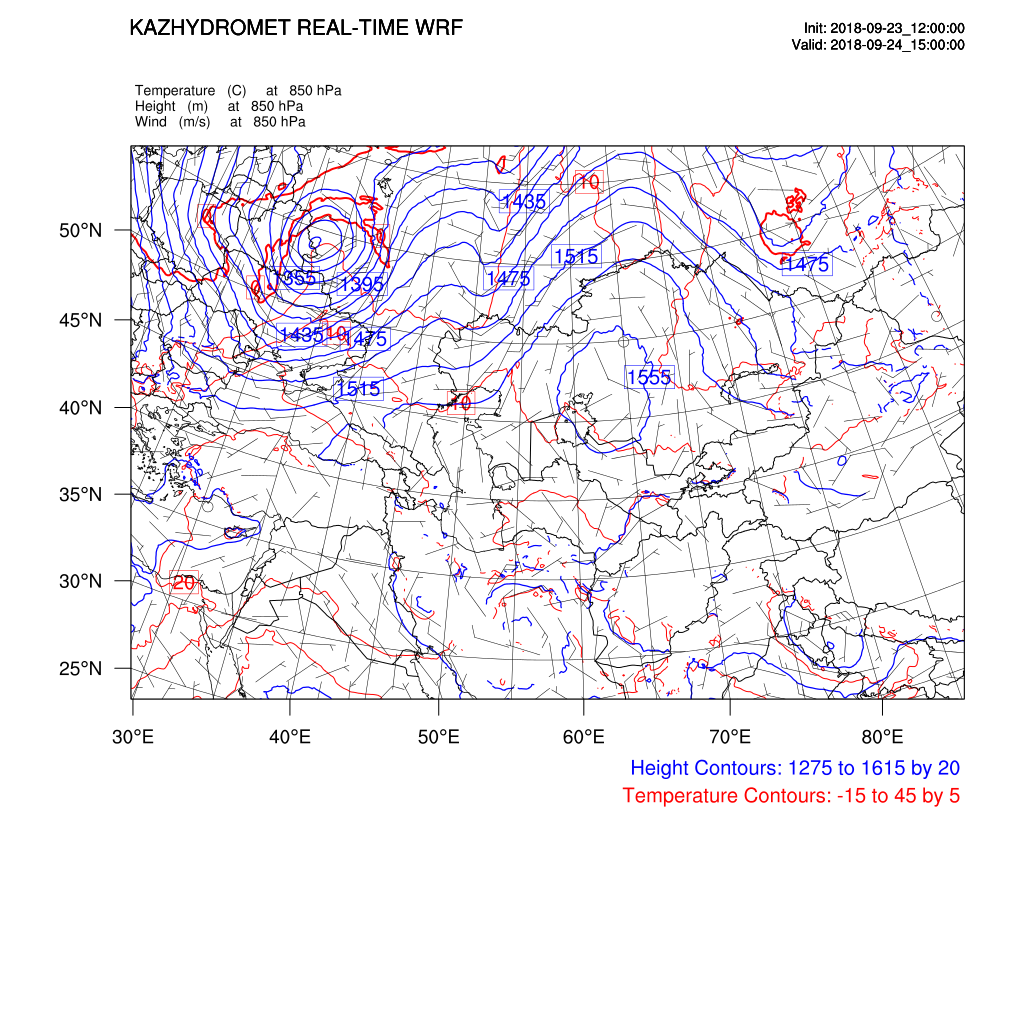 KAZHYDROMET REAL-TIME WRF
Init: 2018-09-23_12:00:00
Valid: 2018-09-24_15:00:00
Temperature (C) at 850 hPa
Height (m) at 850 hPa
Wind (m/s) at 850 hPa
10
1435
50°N
1515
1475
1475
1355
1395
45°N
1435
10
1475
1555
1515
40°N
10
35°N
30°N
20
25°N
30°E 40°E 50°E 60°E 70°E 80°E
Height Contours: 1275 to 1615 by 20
Temperature Contours: -15 to 45 by 5